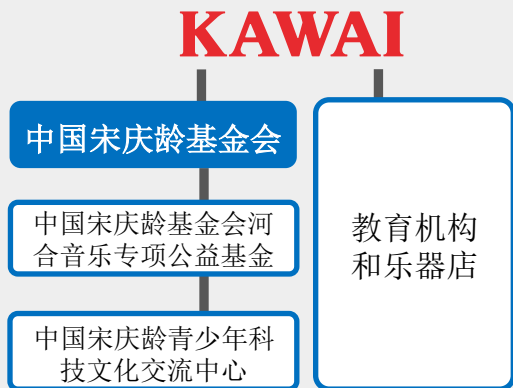 KAWAI
中国宋庆龄基金会
中国宋庆龄基金会河
合音乐专项公益基金
中国宋庆龄青少年科
技文化交流中心
教育机构
和乐器店